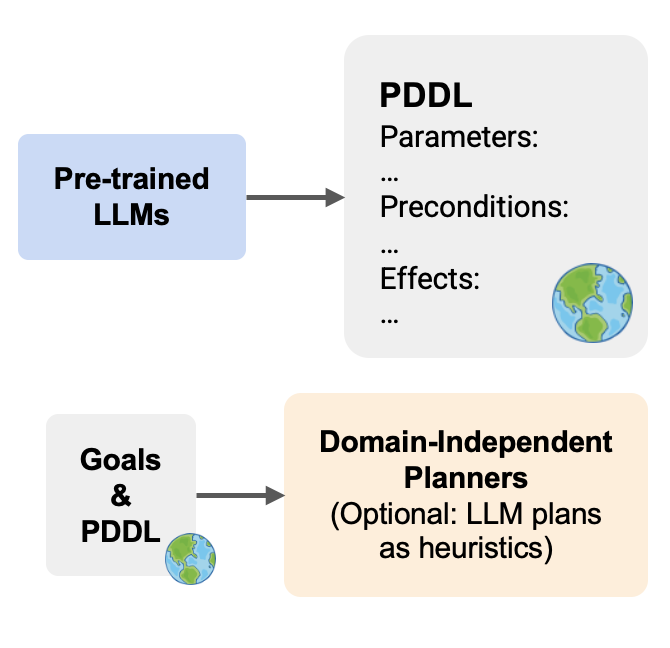 Pre-trained
LLMs
PDDL
Parameters:
...
Preconditions:
...
Effects:
...
Goals
&
PDDL
Domain-Independent
Planners
(Optional: LLM plans
as heuristics)